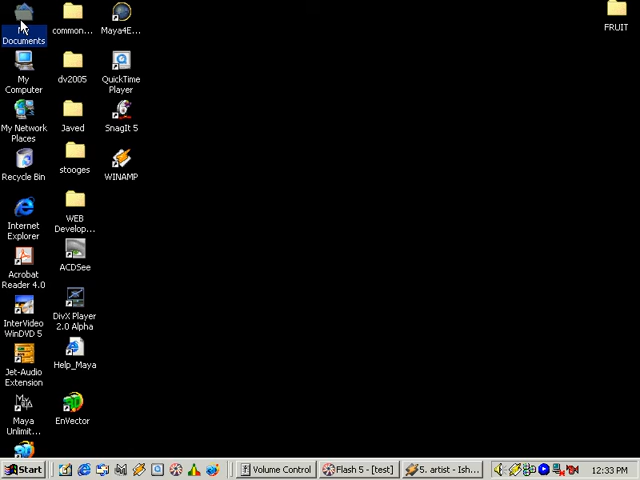 My
Documents
My
Computer
My Network
Places
Recycle Bin
Internet
Explorer
Acrobat
Reader 4.0
InterVideo
WinDVD 5
Jet-Audio
Extension
Maya
Unlimit...
common...
dv2005
Javed
stooges
WEB
Develop...
ACDSee
DivX Player
2.0 Alpha
Help_Maya
EnVector
Maya4E...
QuickTime
Player
SnagIt 5
WINAMP
FRUIT
Start
Volume Control
Flash 5 - [test]
5. artist - Ish...
12:33 PM